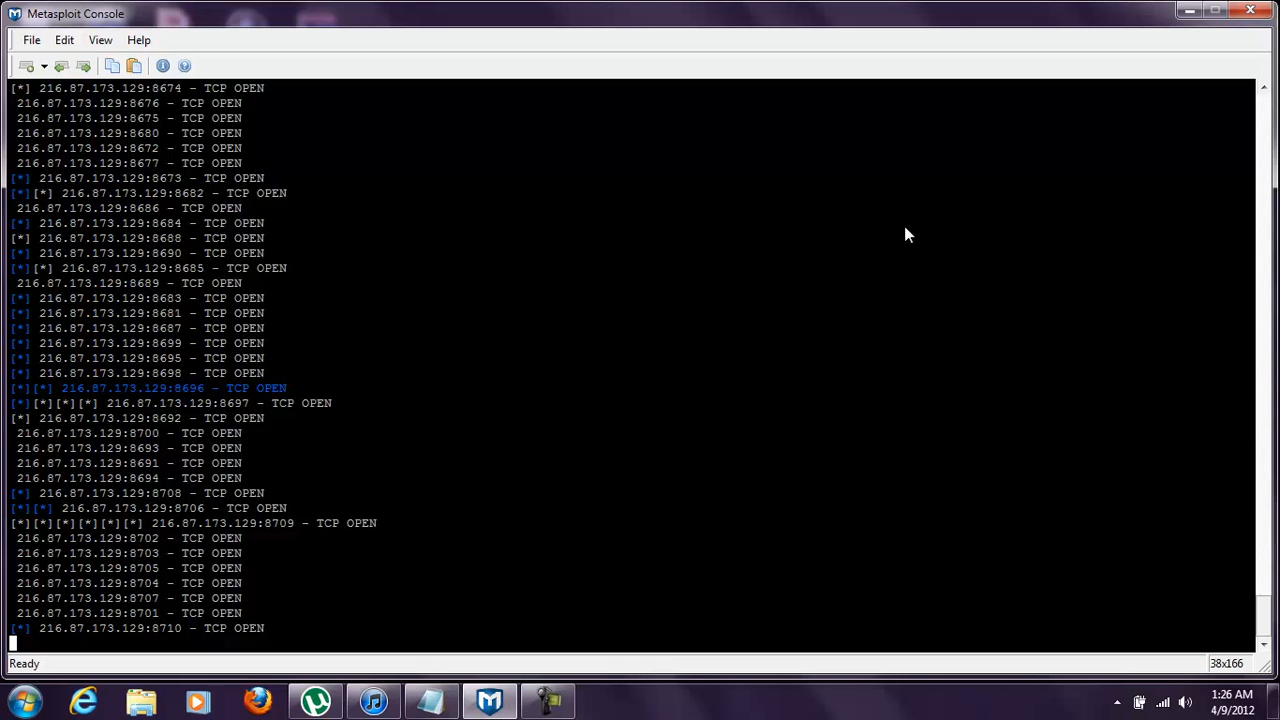 Metasploit Console
File Edit View Help
[*] 216.87.173.129:8674 - TCP OPEN
216.87.173.129:8676 - TCP OPEN
216.87.173.129:8675 - TCP OPEN
216.87.173.129:8680 - TCP OPEN
216.87.173.129:8672 - TCP OPEN
216.87.173.129:8677 - TCP OPEN
[*] 216.87.173.129:8673 - TCP OPEN
[*][*] 216.87.173.129:8682 - TCP OPEN
216.87.173.129:8686 - TCP OPEN
[*] 216.87.173.129:8684 - TCP OPEN
[*] 216.87.173.129:8688 - TCP OPEN
[*] 216.87.173.129:8690 - TCP OPEN
[*][*] 216.87.173.129:8685 - TCP OPEN
216.87.173.129:8689 - TCP OPEN
[*] 216.87.173.129:8683 - TCP OPEN
[*] 216.87.173.129:8681 - TCP OPEN
[*] 216.87.173.129:8687 - TCP OPEN
[*] 216.87.173.129:8699 - TCP OPEN
[*] 216.87.173.129:8695 - TCP OPEN
[*] 216.87.173.129:8698 - TCP OPEN
[*][*] 216.87.173.129:8696 - TCP OPEN
[*][*][*][*] 216.87.173.129:8697 - TCP OPEN
[*] 216.87.173.129:8692 - TCP OPEN
216.87.173.129:8700 - TCP OPEN
216.87.173.129:8693 - TCP OPEN
216.87.173.129:8691 - TCP OPEN
216.87.173.129:8694 - TCP OPEN
[*] 216.87.173.129:8708 - TCP OPEN
[*][*] 216.87.173.129:8706 - TCP OPEN
[*][*][*][*][*][*] 216.87.173.129:8709 - TCP OPEN
216.87.173.129:8702 - TCP OPEN
216.87.173.129:8703 - TCP OPEN
216.87.173.129:8705 - TCP OPEN
216.87.173.129:8704 - TCP OPEN
216.87.173.129:8707 - TCP OPEN
216.87.173.129:8701 - TCP OPEN
[*] 216.87.173.129:8710 - TCP OPEN
Ready 38x166
1:26 AM
4/9/2012